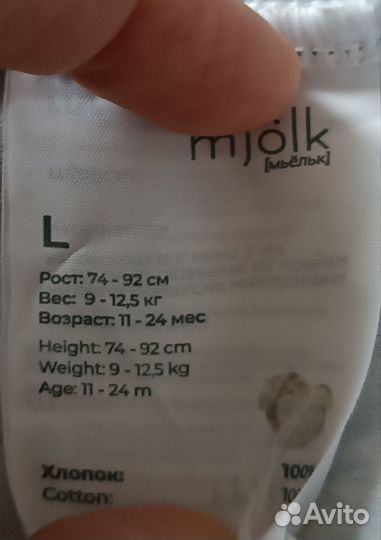 mjölk
[мьёльк]
L
Рост: 74 - 92 см
Вес: 9 - 12,5 кг
Возраст: 11 - 24 мес
Height: 74 - 92 cm
Weight: 9 - 12,5 kg
Age: 11 - 24 m
Хлопок:
Cotton:
Avito